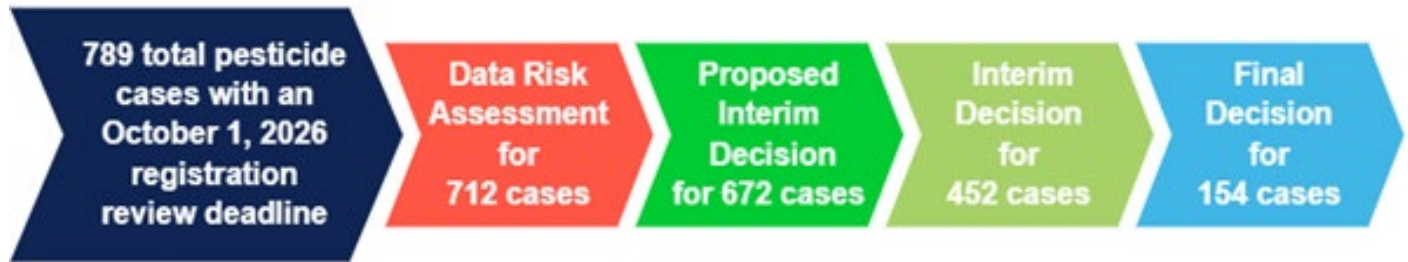 789 total pesticide
cases with an
October 1, 2026
registration
review deadline
Data Risk
Assessment
for
712 cases
Proposed
Interim
Decision
for 672 cases
Interim
Decision
for
452 cases
Final
Decision
for
154 cases